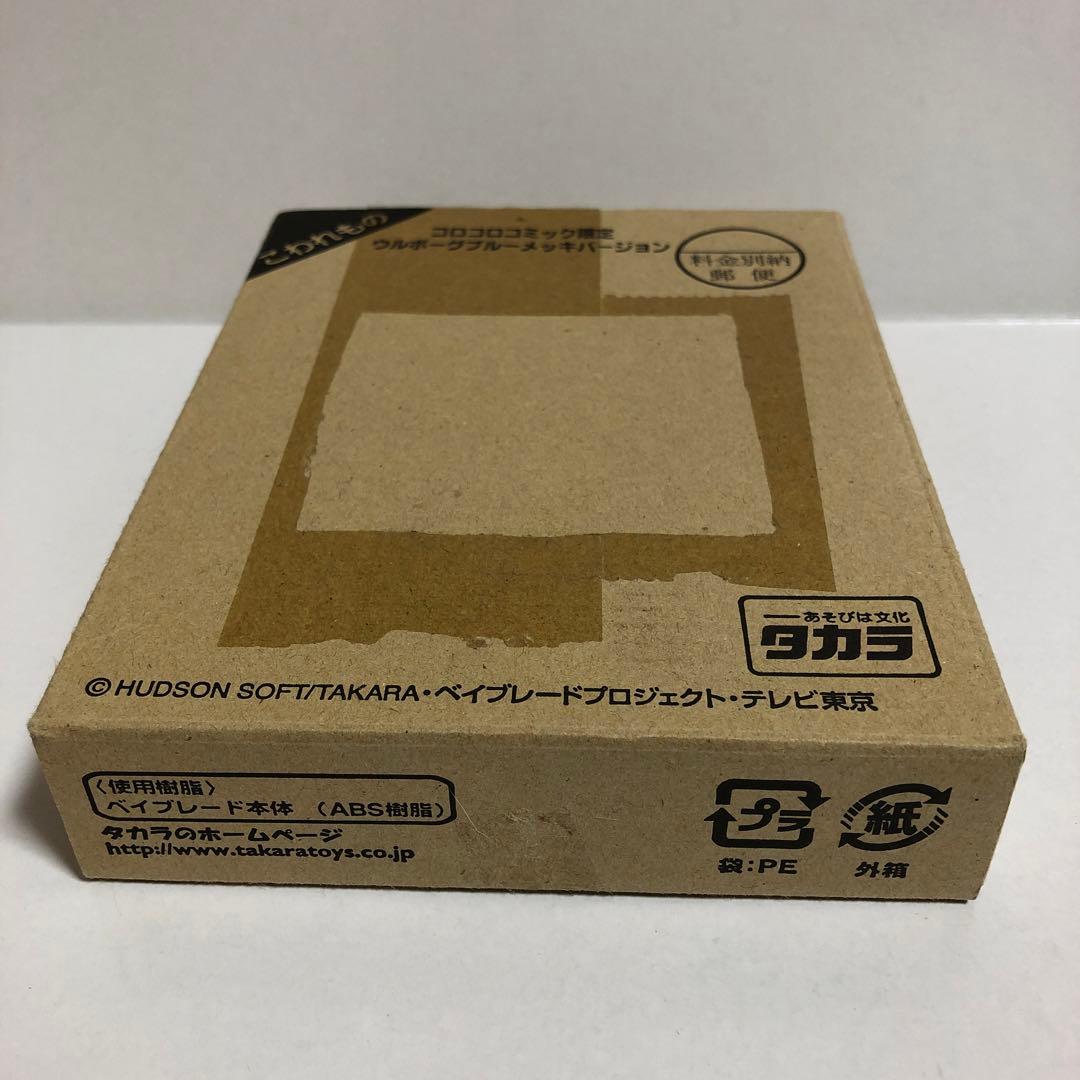 こわれもの
コロコロコミック限定
ウルボーグブルーメッキバージョン
料金別納
郵便
あそびは文化
タカラ
©HUDSON SOFT/TAKARA・ベイブレードプロジェクト・テレビ東京
〈使用樹脂〉
ベイブレード本体 (ABS樹脂)
タカラのホームページ
http://www.takaratoys.co.jp
プラ
袋:PE
紙
外箱